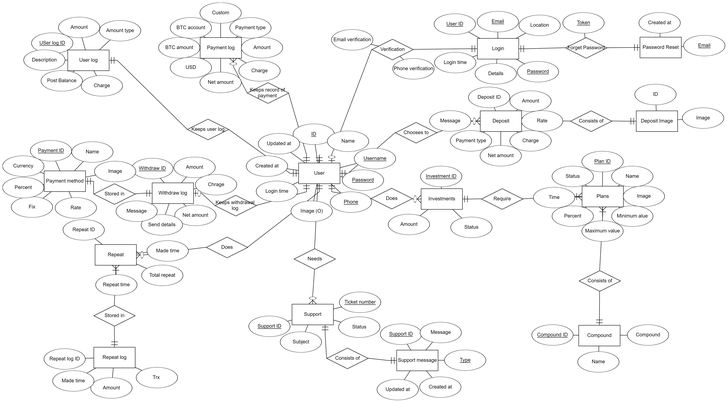 Custom
BTC account
Payment type
BTC amount
Payment log
Amount
USD
Charge
Net amount
Keeps record of
payment
Amount
Amount type
USer log ID
User log
Description
Post Balance
Charge
Keeps user log
Email verification
Verification
Phone verification
User ID
Email
Location
Login
Login time
Details
Password
Token
Forget Password
Created at
Password Reset
Email
Deposit ID
Amount
Message
Deposit
Rate
Payment type
Charge
Net amount
Chooses to
Consists of
ID
Deposit Image
Image
ID
Name
Updated at
Created at
User
Username
Password
Login time
Phone
Image (O)
Payment ID
Name
Currency
Payment method
Percent
Fix
Rate
Image
Stored in
Withdraw ID
Amount
Withdraw log
Chrage
Message
Net amount
Send details
Keeps withdrawal
log
Does
Investment ID
Investments
Amount
Status
Require
Plan ID
Status
Name
Time
Plans
Image
Percent
Minimum alue
Maximum value
Consists of
Compound ID
Compound
Compound
Name
Repeat ID
Repeat
Made time
Does
Total repeat
Repeat time
Stored in
Repeat log ID
Repeat log
Made time
Amount
Trx
Needs
Ticket number
Support
Support ID
Status
Subject
Consists of
Support ID
Message
Support message
Type
Updated at
Created at